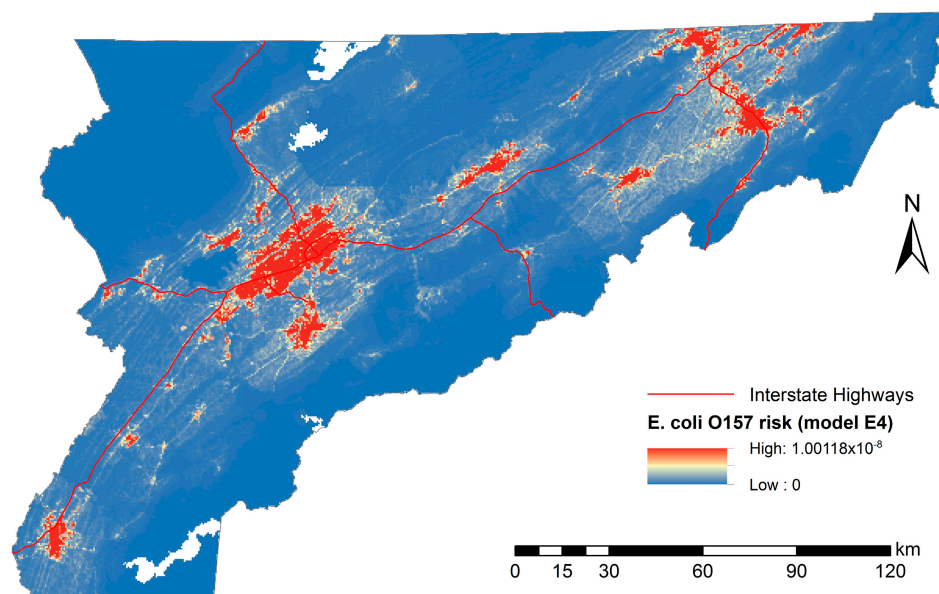 N
Interstate Highways
E. coli O157 risk (model E4)
High: 1.00118x10⁻⁸
Low : 0
km
0 15 30 60 90 120